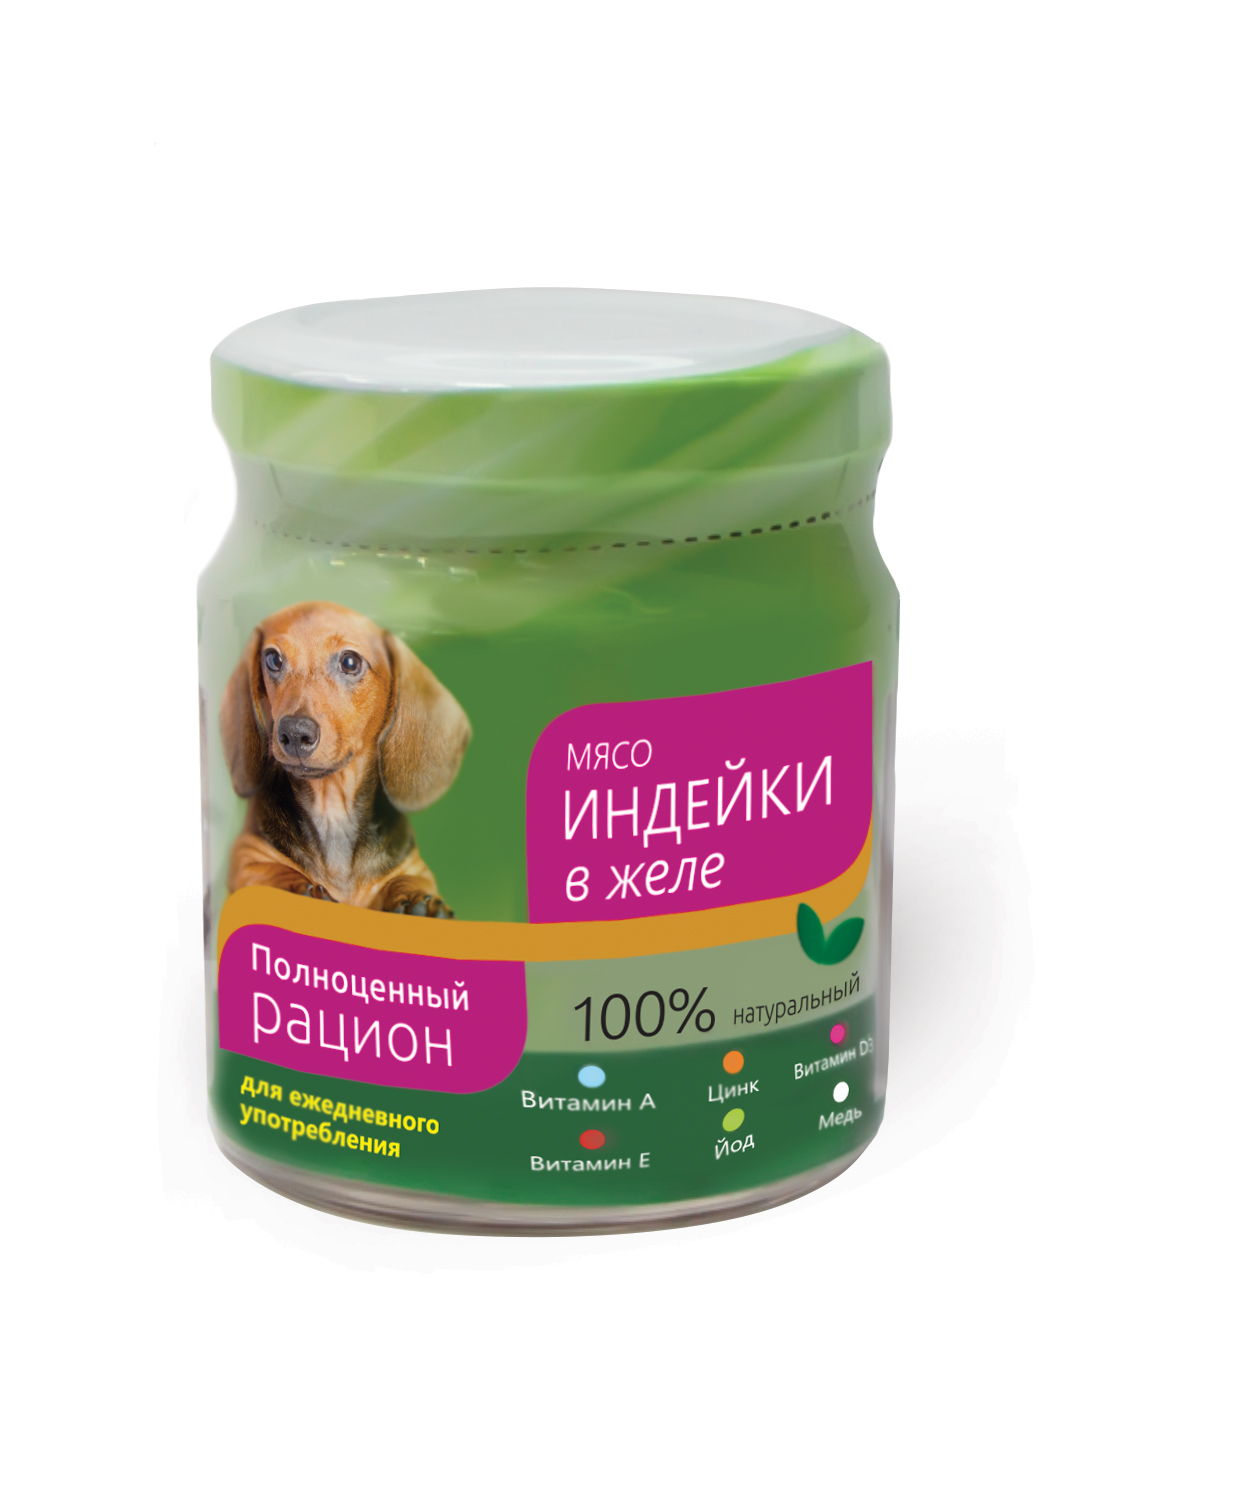 мясо
ИНДЕЙКИ
в желе
Полноценный
рацион
для ежедневного
употребления
100% натуральный
Витамин А
Цинк
Витамин D3
Витамин Е
Йод
Медь